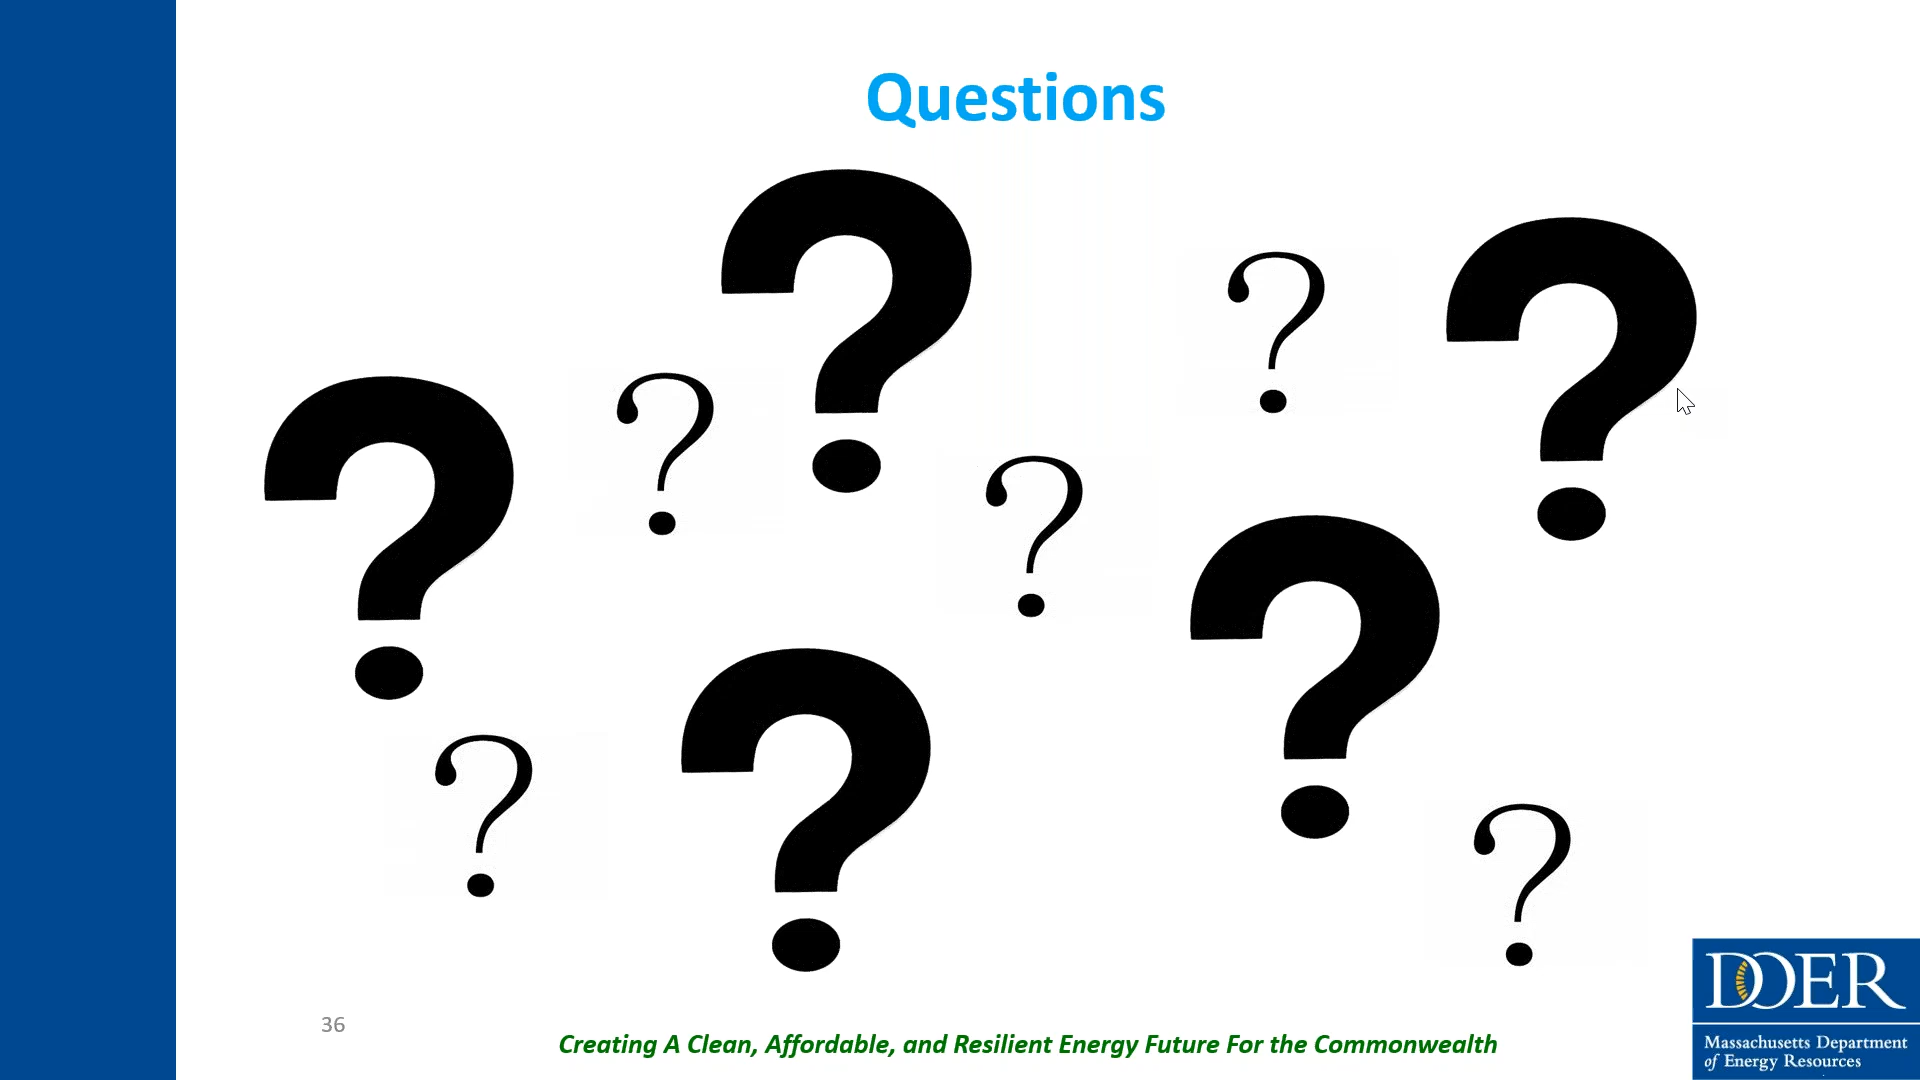 Questions
?
?
?
?
?
?
?
?
?
?
36
Creating A Clean, Affordable, and Resilient Energy Future For the Commonwealth
DOER
Massachusetts Department
of Energy Resources